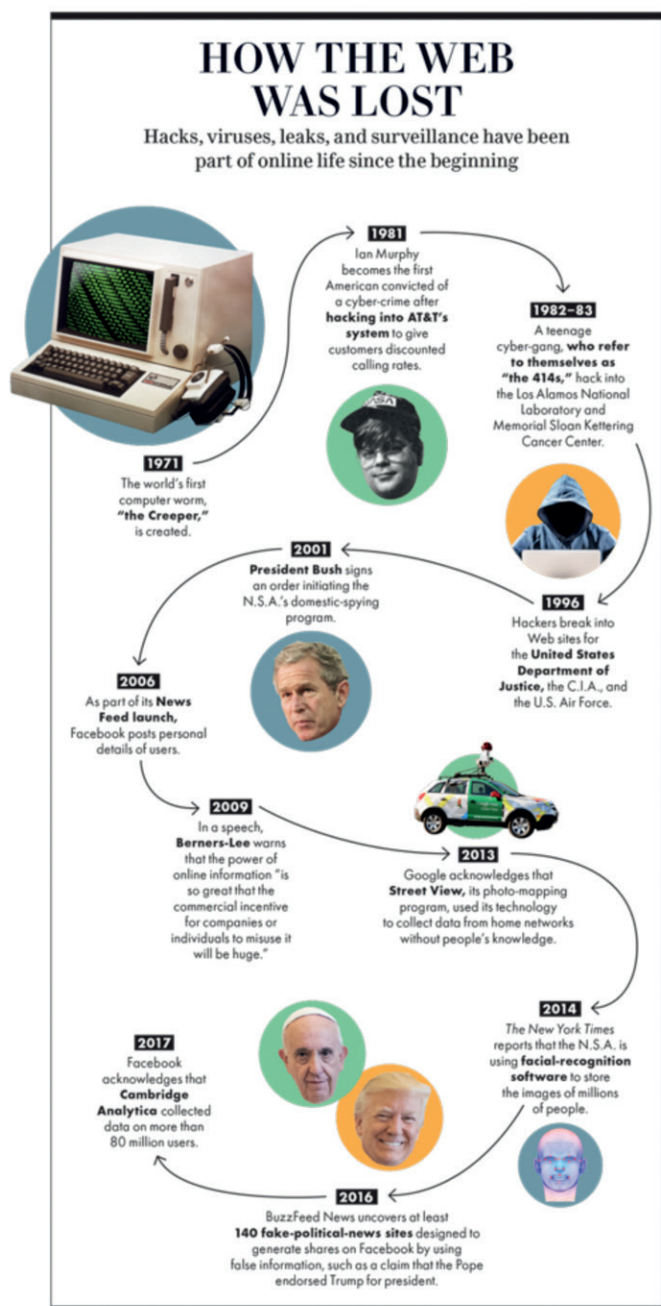 HOW THE WEB
WAS LOST
Hacks, viruses, leaks, and surveillance have been
part of online life since the beginning
1971
The world's first
computer worm,
"the Creeper,"
is created.
1981
Ian Murphy
becomes the first
American convicted of
a cyber-crime after
hacking into AT&T's
system to give
customers discounted
calling rates.
1982–83
A teenage
cyber-gang, who refer
to themselves as
"the 414s," hack into
the Los Alamos National
Laboratory and
Memorial Sloan Kettering
Cancer Center.
1996
Hackers break into
Web sites for
the United States
Department of
Justice, the C.I.A., and
the U.S. Air Force.
2001
President Bush signs
an order initiating the
N.S.A.'s domestic-spying
program.
2006
As part of its News
Feed launch,
Facebook posts personal
details of users.
2009
In a speech,
Berners-Lee warns
that the power of
online information "is
so great that the
commercial incentive
for companies or
individuals to misuse it
will be huge."
2013
Google acknowledges that
Street View, its photo-mapping
program, used its technology
to collect data from home networks
without people's knowledge.
2014
The New York Times
reports that the N.S.A. is
using facial-recognition
software to store
the images of millions
of people.
2016
BuzzFeed News uncovers at least
140 fake-political-news sites designed to
generate shares on Facebook by using
false information, such as a claim that the Pope
endorsed Trump for president.
2017
Facebook
acknowledges that
Cambridge
Analytica collected
data on more than
80 million users.